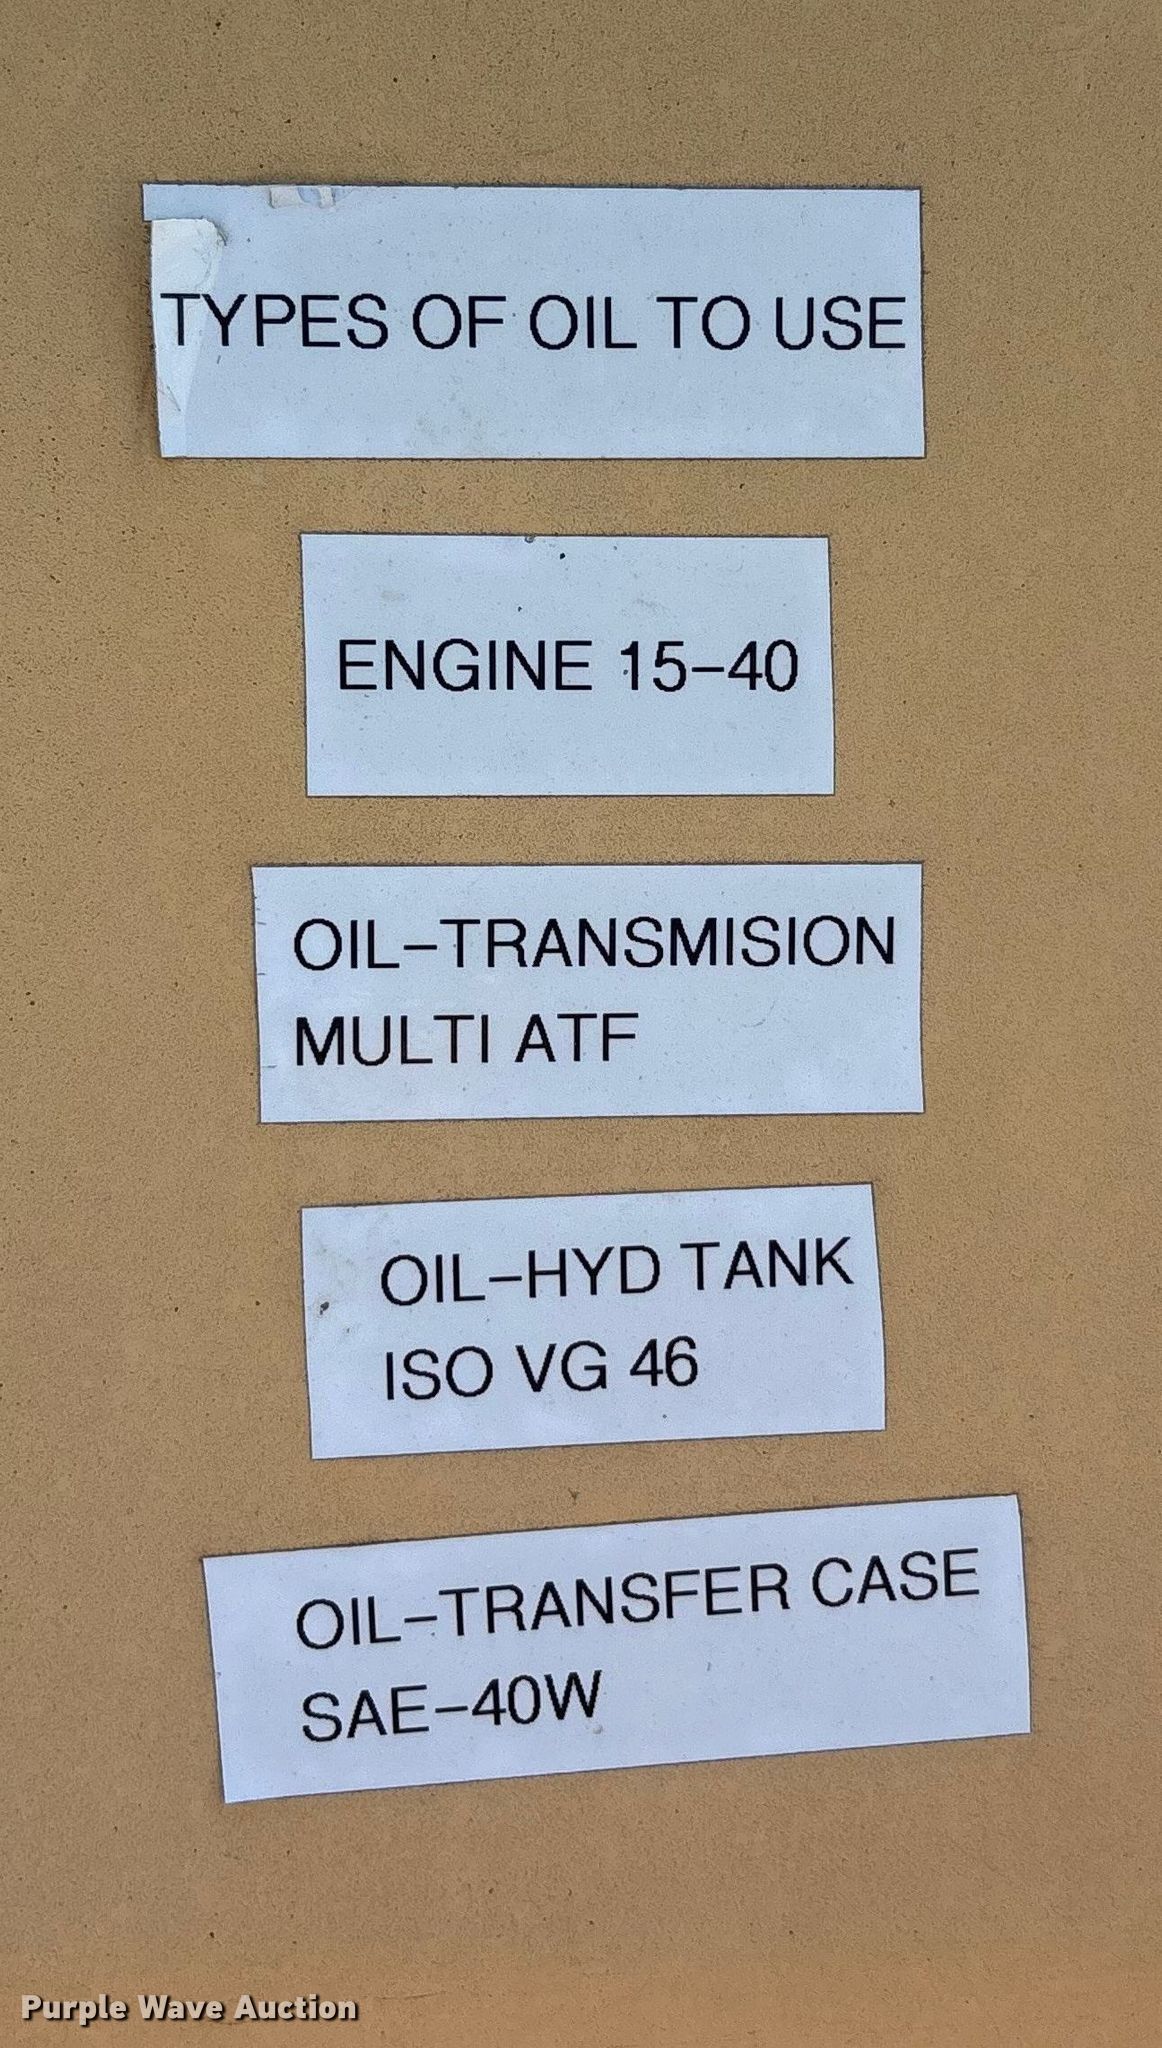 TYPES OF OIL TO USE
ENGINE 15-40
OIL-TRANSMISION
MULTI ATF
OIL-HYD TANK
ISO VG 46
OIL-TRANSFER CASE
SAE-40W
Purple Wave Auction